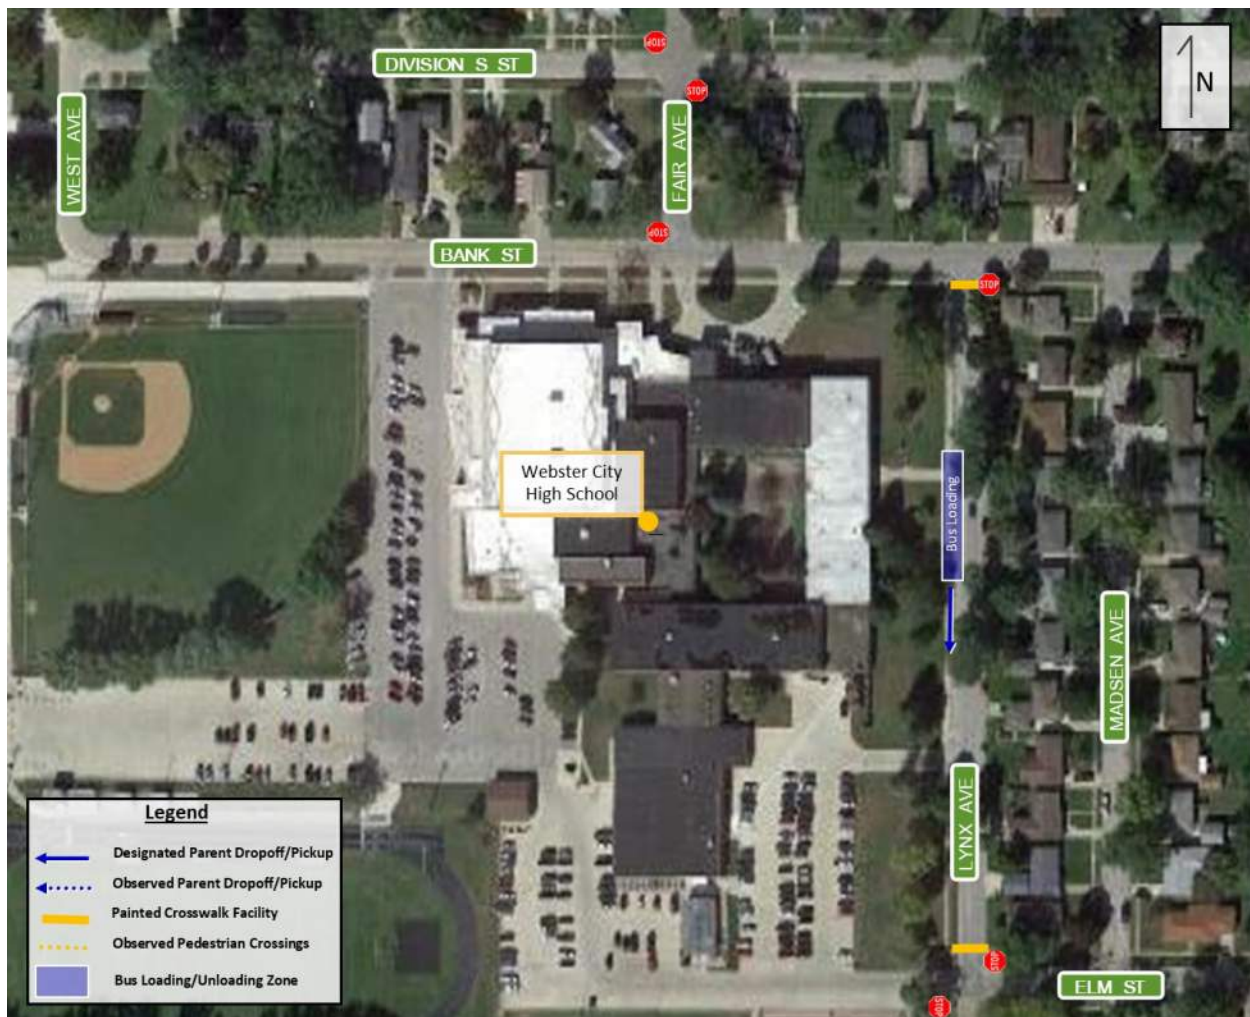 STOP
DIVISION S ST
N
STOP
WEST AVE
FAIR AVE
STOP
BANK ST
STOP
Webster City
High School
Bus Loading
MADSEN AVE
LYNX AVE
Legend
Designated Parent Dropoff/Pickup
Observed Parent Dropoff/Pickup
Painted Crosswalk Facility
Observed Pedestrian Crossings
Bus Loading/Unloading Zone
STOP
ELM ST
STOP